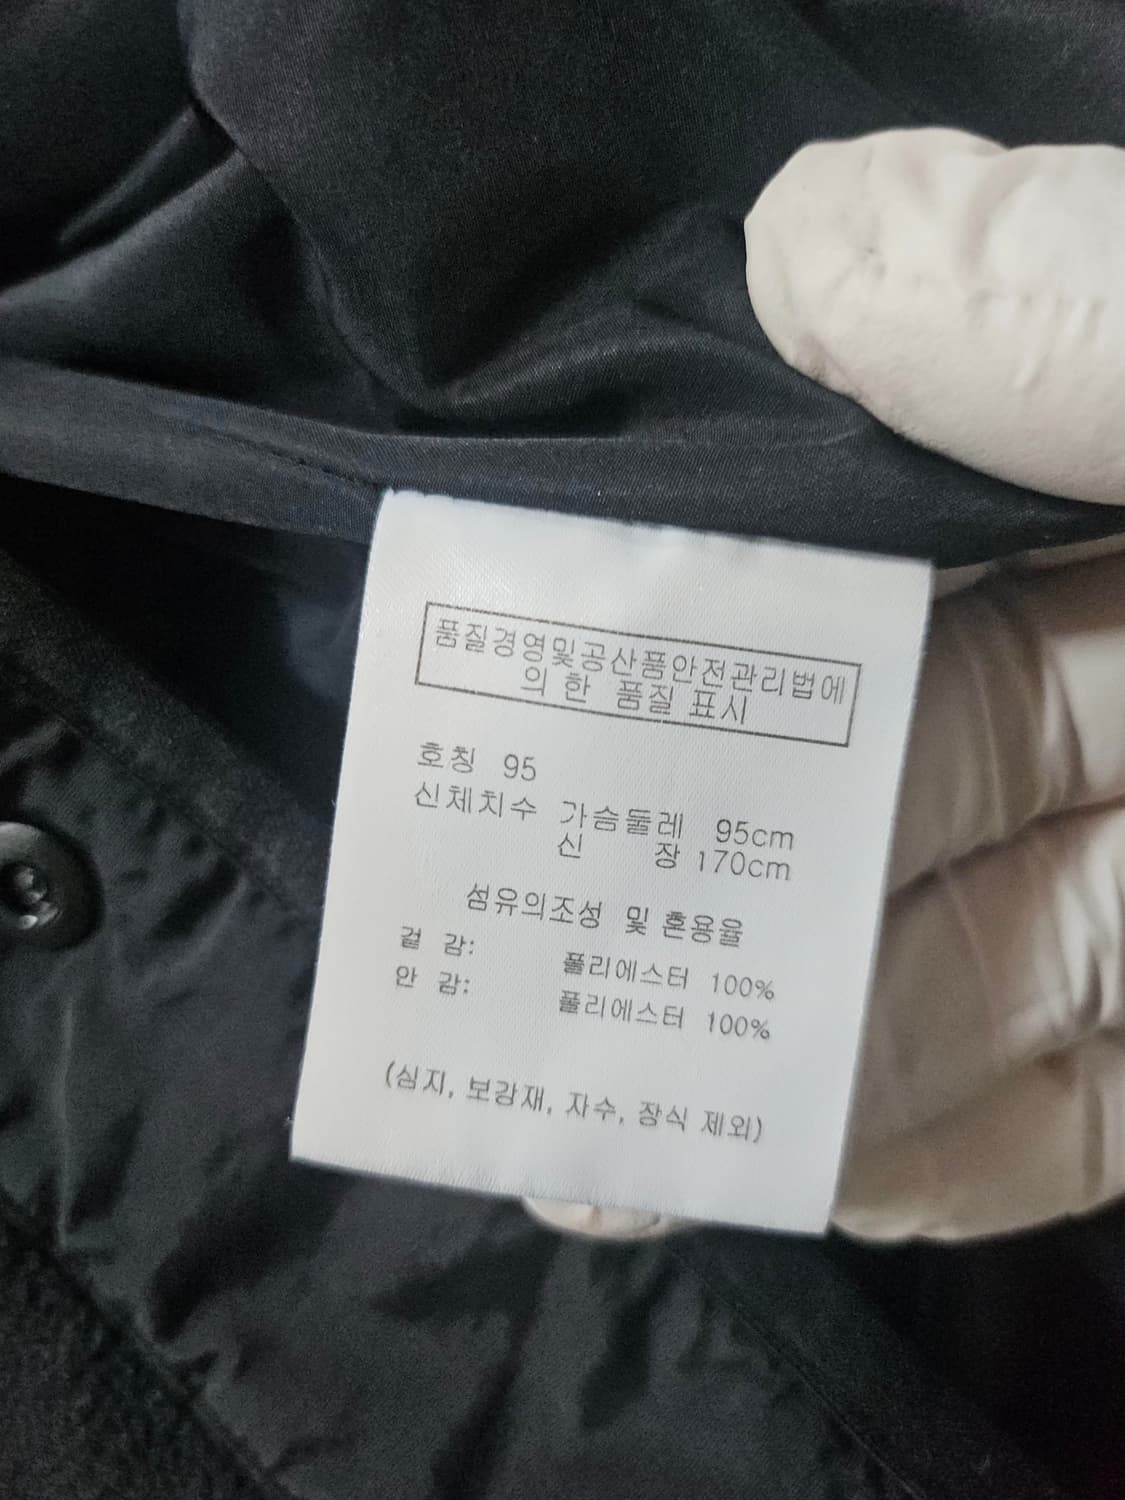 품질경영및공산품안전관리법에
의한 품질 표시
호칭 95
신체치수 가슴둘레 95cm
신 장 170cm
섬유의조성 및 혼용율
겉 감: 폴리에스터 100%
안 감: 폴리에스터 100%
(심지, 보강재, 자수, 장식 제외)